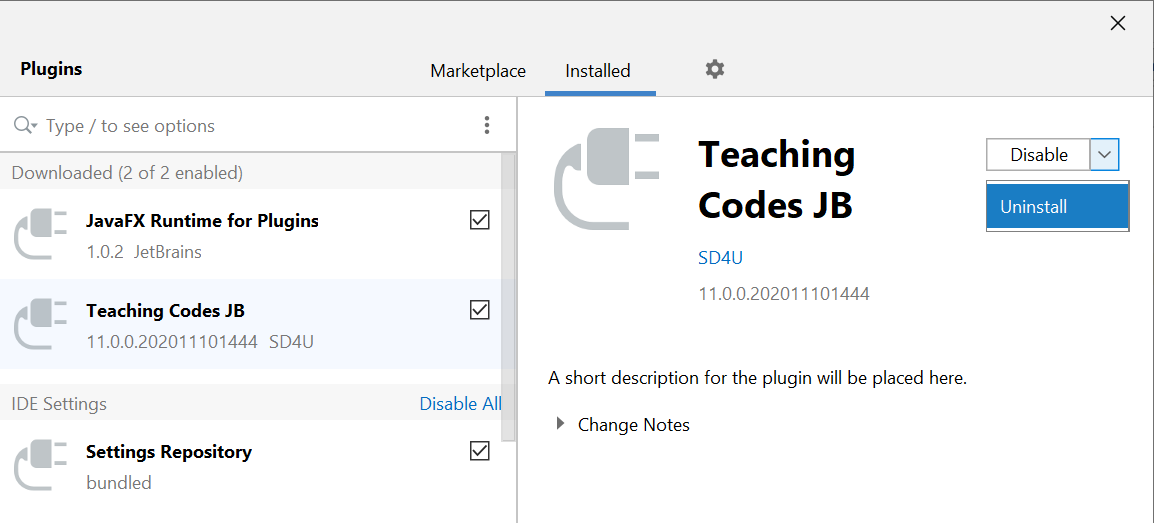 Plugins
Marketplace
Installed
Type / to see options
Downloaded (2 of 2 enabled)
JavaFX Runtime for Plugins
1.0.2 JetBrains
Teaching Codes JB
11.0.0.202011101444 SD4U
IDE Settings
Disable All
Settings Repository
bundled
Teaching
Codes JB
Disable
Uninstall
SD4U
11.0.0.202011101444
A short description for the plugin will be placed here.
Change Notes